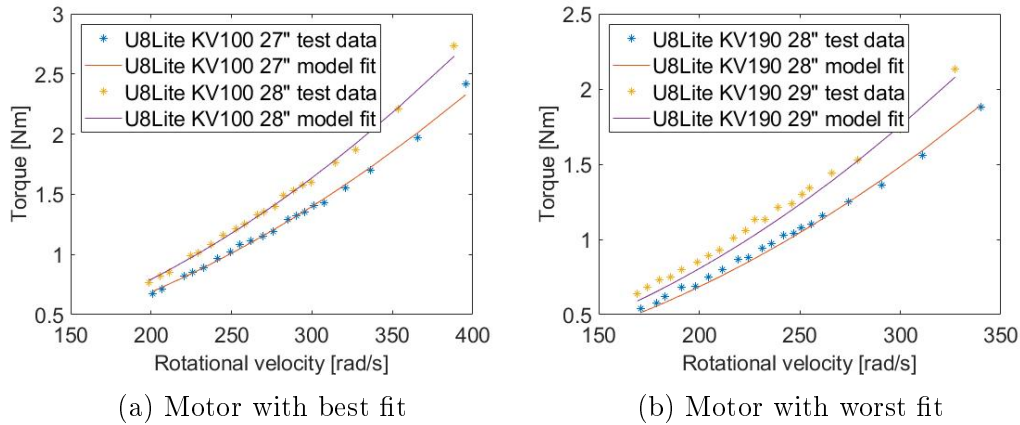 3
2.5
2
1.5
1
0.5
150
200
250
300
350
400
Torque [Nm]
Rotational velocity [rad/s]
U8Lite KV100 27" test data
U8Lite KV100 27" model fit
U8Lite KV100 28" test data
U8Lite KV100 28" model fit
(a) Motor with best fit
2.5
2
1.5
1
0.5
150
200
250
300
350
Torque [Nm]
Rotational velocity [rad/s]
U8Lite KV190 28" test data
U8Lite KV190 28" model fit
U8Lite KV190 29" test data
U8Lite KV190 29" model fit
(b) Motor with worst fit